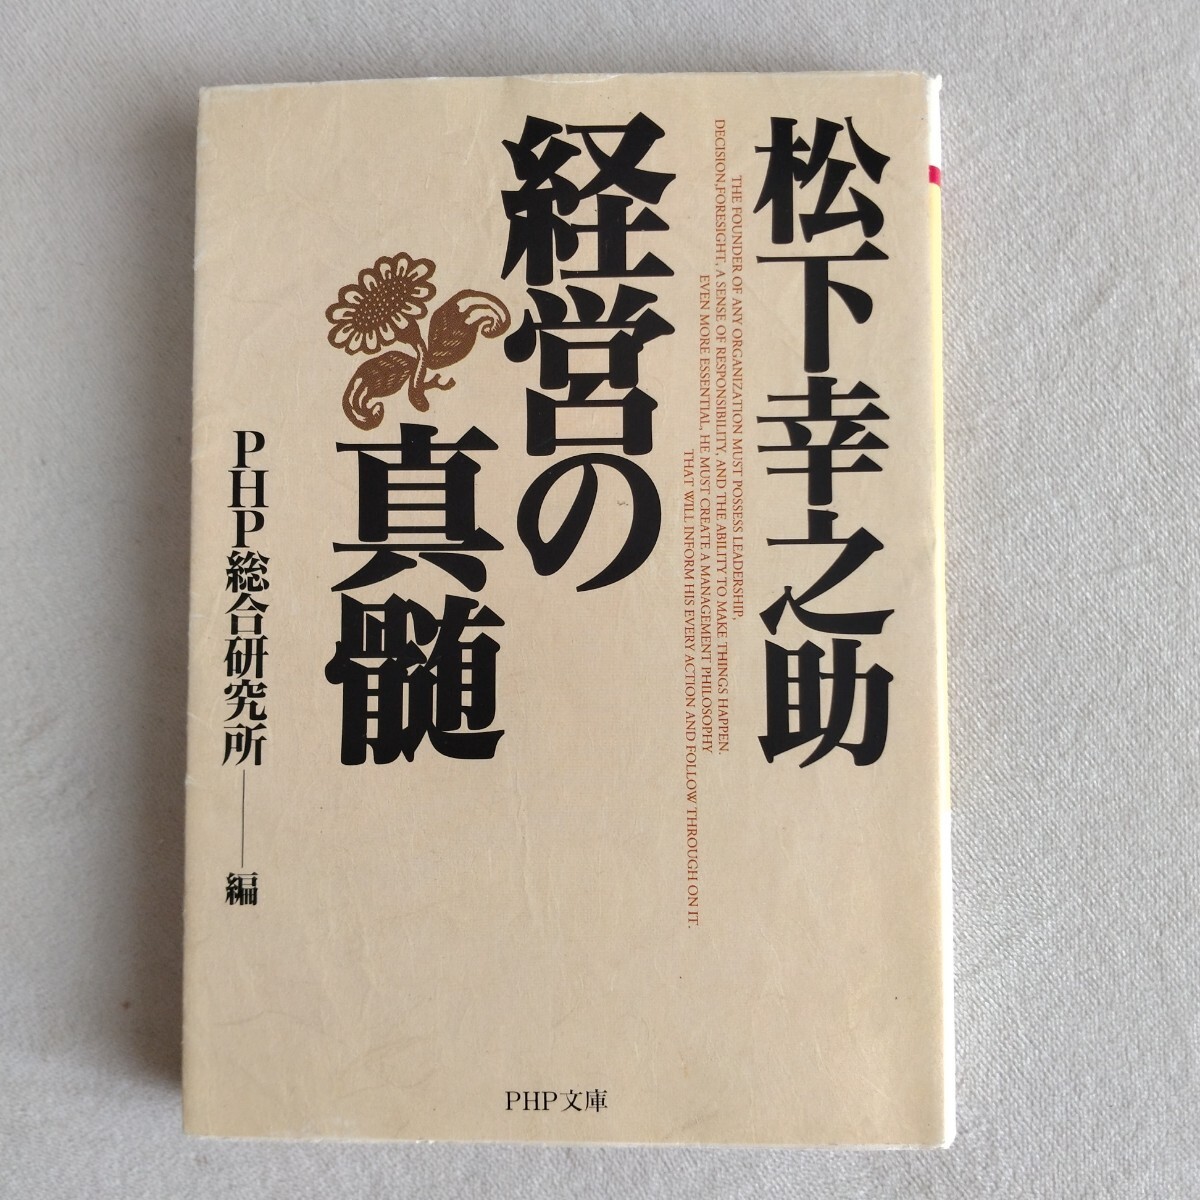 松下幸之助
THE FOUNDER OF ANY ORGANIZATION MUST POSSESS LEADERSHIP,
DECISION, FORESIGHT, A SENSE OF RESPONSIBILITY, AND THE ABILITY TO MAKE THINGS HAPPEN.
EVEN MORE ESSENTIAL, HE MUST CREATE A MANAGEMENT PHILOSOPHY
THAT WILL INFORM HIS EVERY ACTION AND FOLLOW THROUGH ON IT.
経営の
真髄
PHP総合研究所──編
PHP文庫